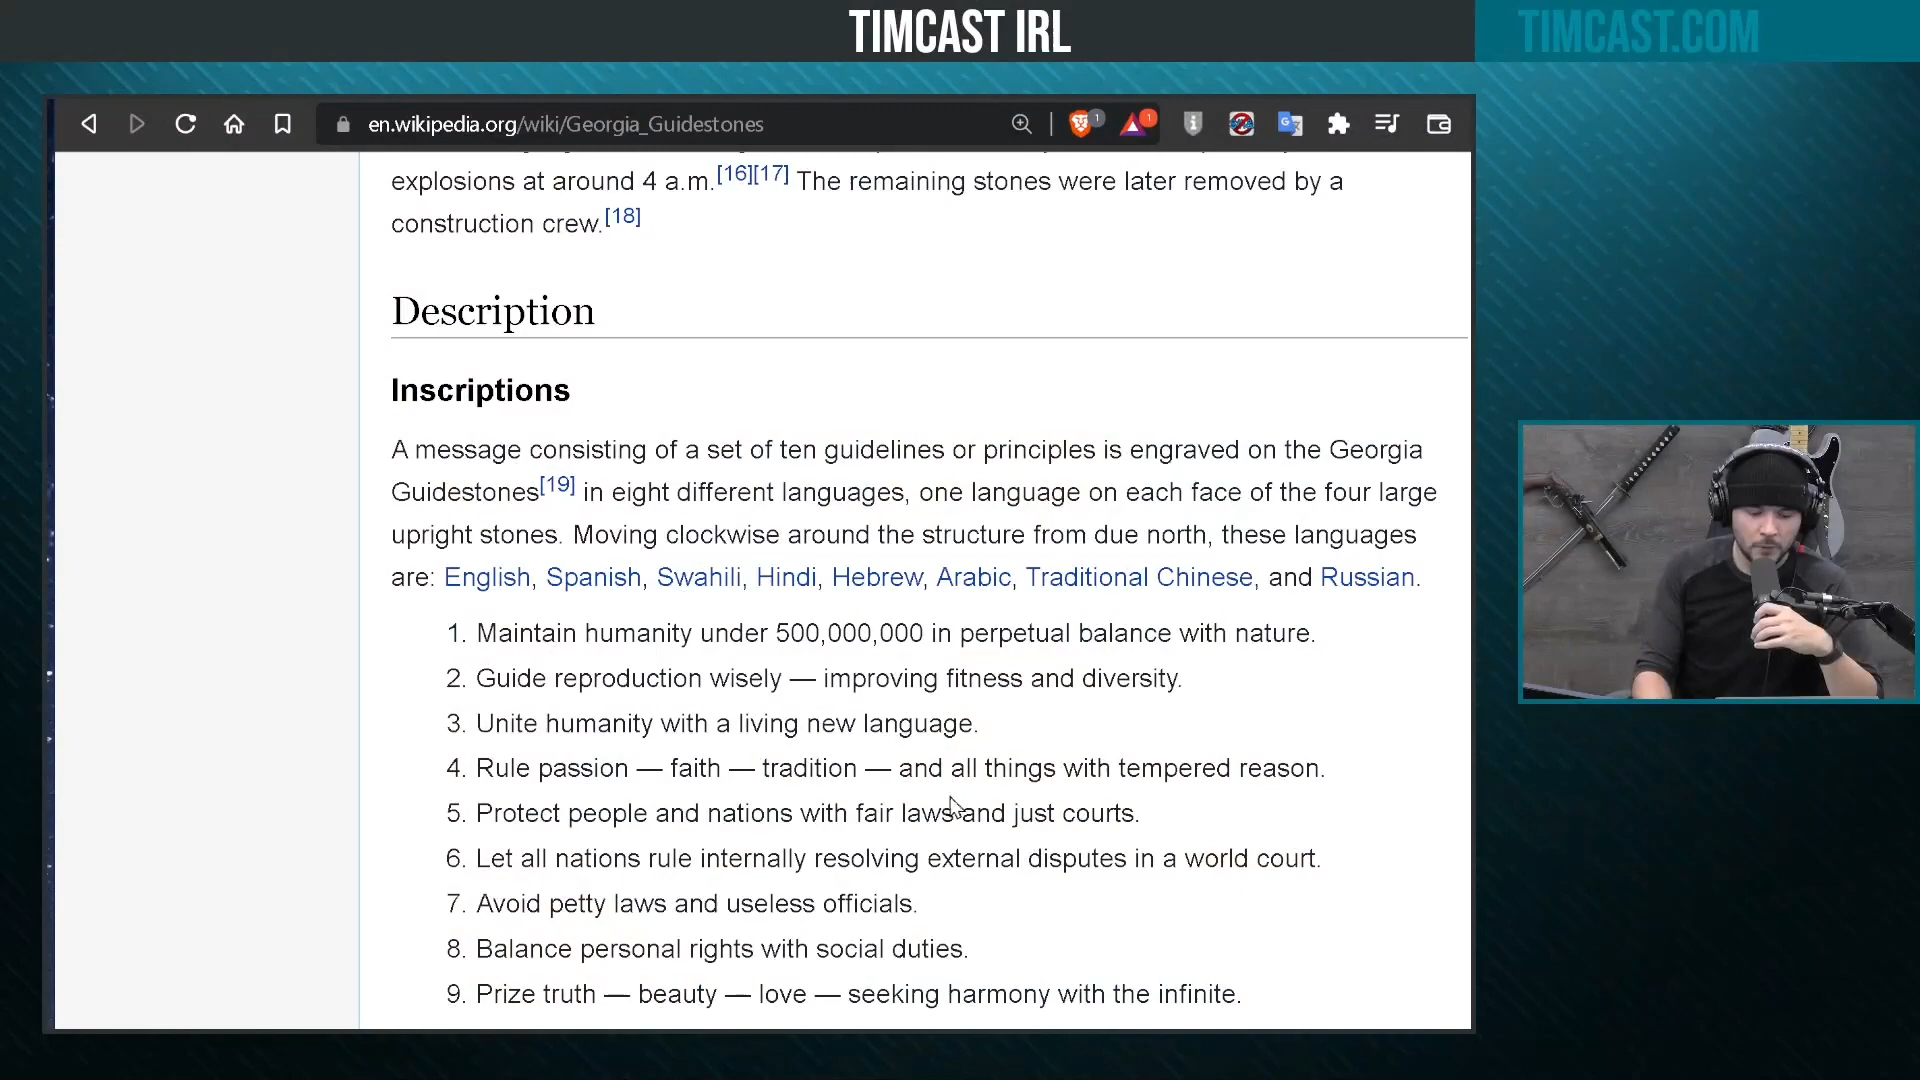 TIMCAST IRL
TIMCAST.COM
en.wikipedia.org/wiki/Georgia_Guidestones
1
1
explosions at around 4 a.m.[16][17] The remaining stones were later removed by a
construction crew.[18]
Description
Inscriptions
A message consisting of a set of ten guidelines or principles is engraved on the Georgia
Guidestones[19] in eight different languages, one language on each face of the four large
upright stones. Moving clockwise around the structure from due north, these languages
are: English, Spanish, Swahili, Hindi, Hebrew, Arabic, Traditional Chinese, and Russian.
1. Maintain humanity under 500,000,000 in perpetual balance with nature.
2. Guide reproduction wisely — improving fitness and diversity.
3. Unite humanity with a living new language.
4. Rule passion — faith — tradition — and all things with tempered reason.
5. Protect people and nations with fair laws and just courts.
6. Let all nations rule internally resolving external disputes in a world court.
7. Avoid petty laws and useless officials.
8. Balance personal rights with social duties.
9. Prize truth — beauty — love — seeking harmony with the infinite.